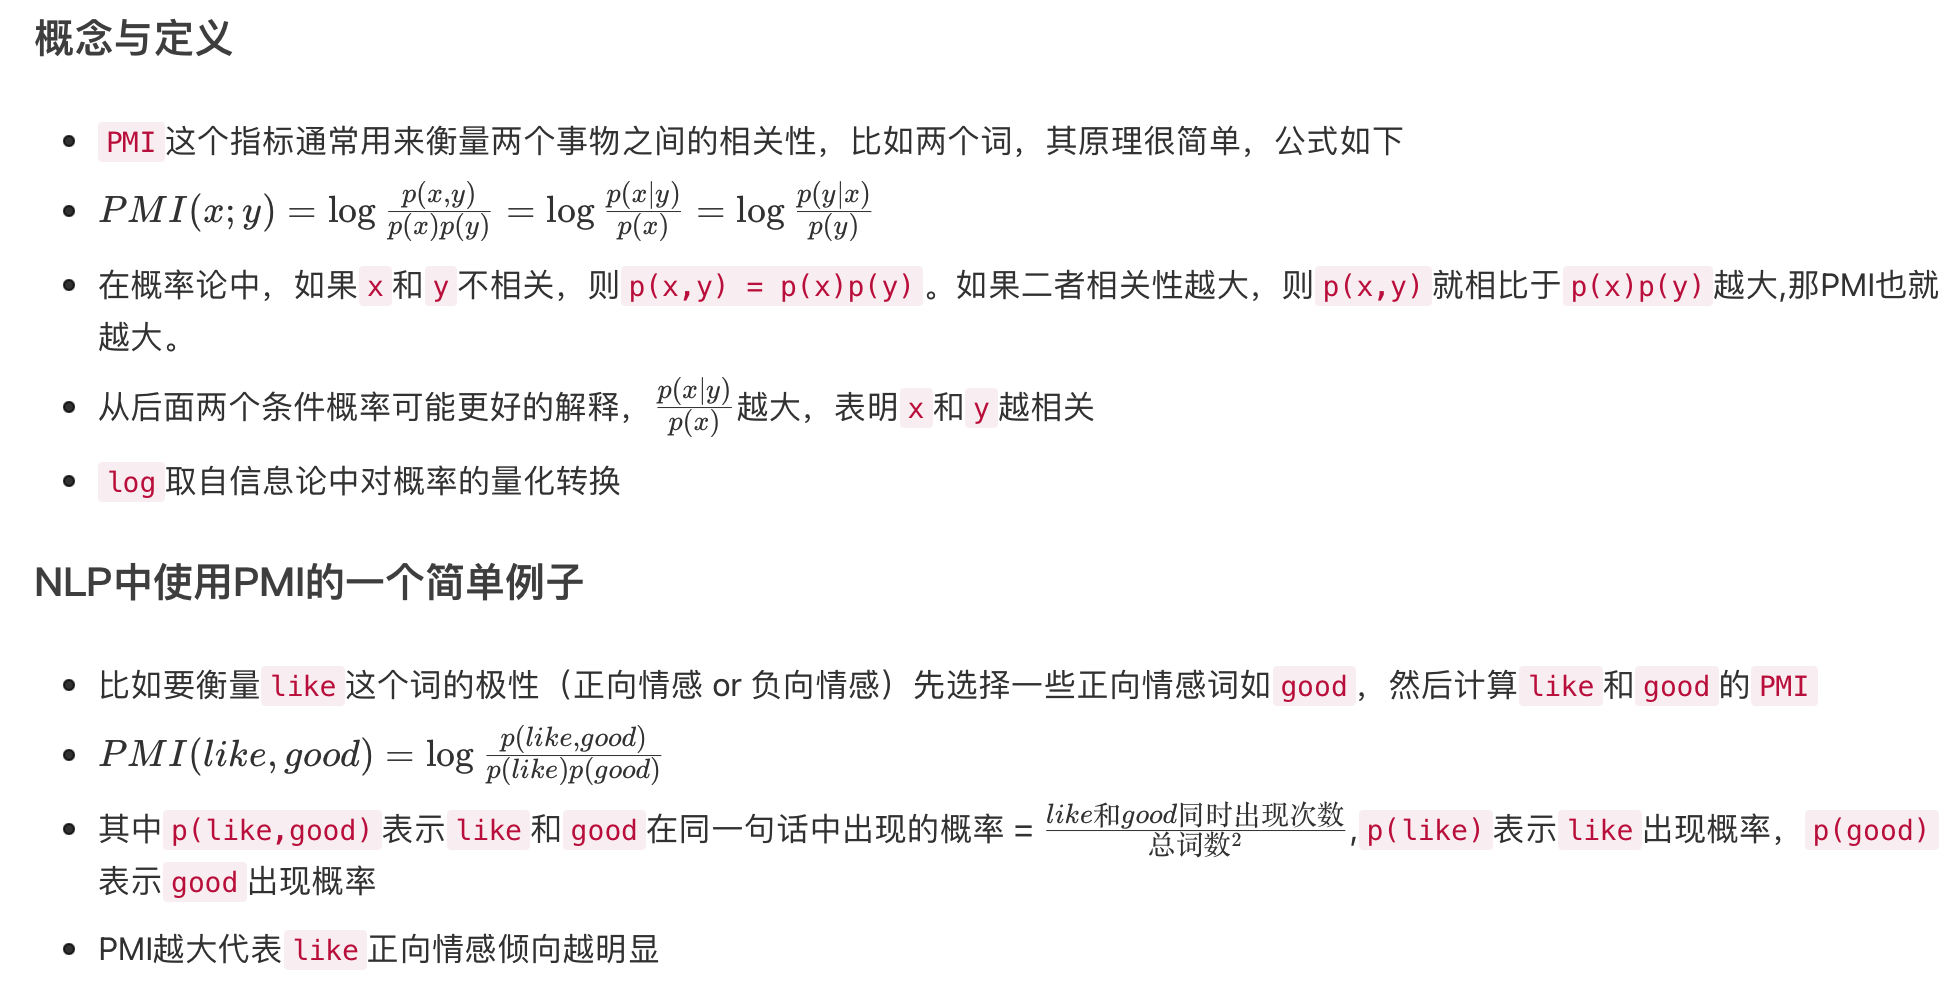 概念与定义
PMI这个指标通常用来衡量两个事物之间的相关性，比如两个词，其原理很简单，公式如下
PMI(x; y) = log p(x,y)/p(x)p(y) = log p(x|y)/p(x) = log p(y|x)/p(y)
在概率论中，如果x和y不相关，则p(x,y) = p(x)p(y)。如果二者相关性越大，则p(x,y)就相比于p(x)p(y)越大,那PMI也就
越大。
从后面两个条件概率可能更好的解释，p(x|y)/p(x)越大，表明x和y越相关
log取自信息论中对概率的量化转换
NLP中使用PMI的一个简单例子
比如要衡量like这个词的极性（正向情感 or 负向情感）先选择一些正向情感词如good，然后计算like和good的PMI
PMI(like, good) = log p(like,good)/p(like)p(good)
其中p(like,good)表示like和good在同一句话中出现的概率 = like和good同时出现次数/总词数²,p(like)表示like出现概率，p(good)
表示good出现概率
PMI越大代表like正向情感倾向越明显